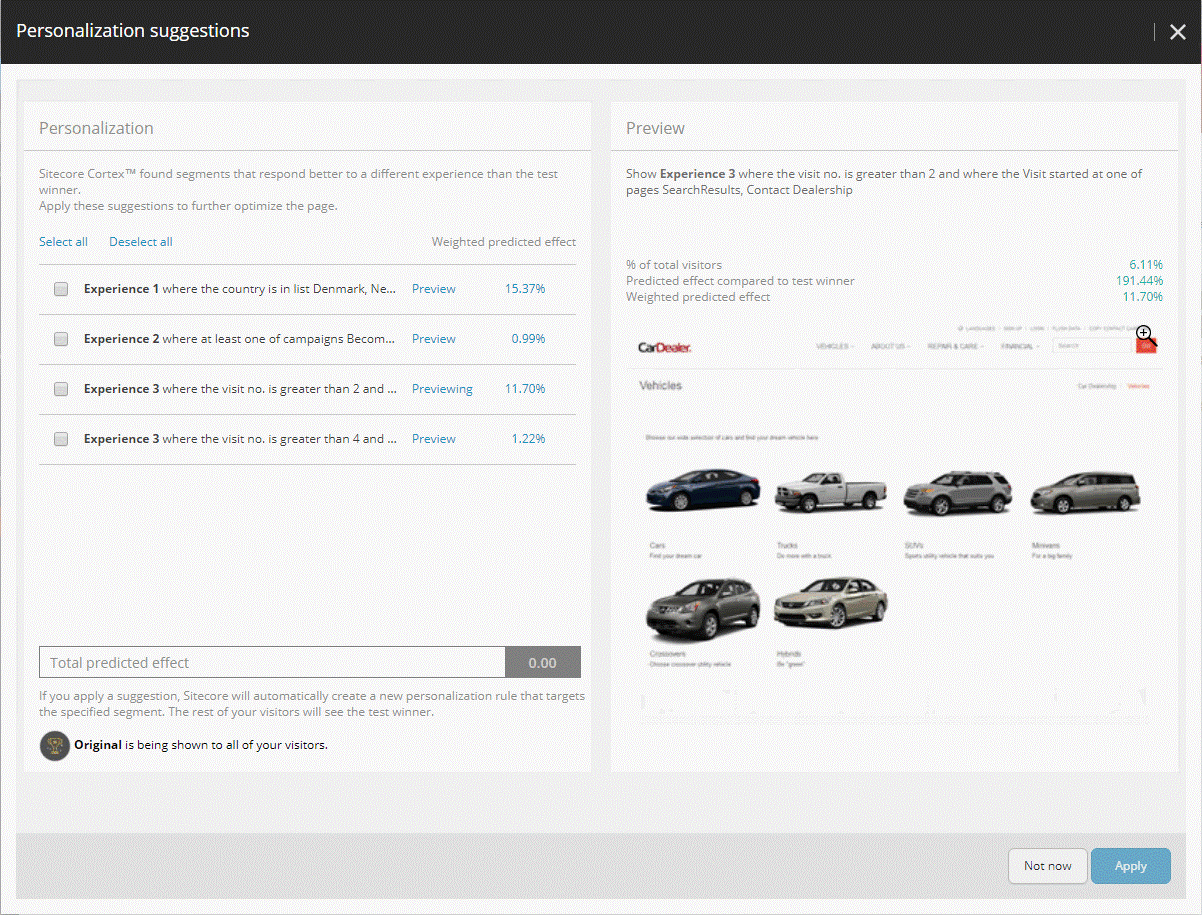 Personalization suggestions
Personalization
Sitecore Cortex™ found segments that respond better to a different experience than the test
winner.
Apply these suggestions to further optimize the page.
Select all Deselect all Weighted predicted effect
Experience 1 where the country is in list Denmark, Ne... Preview 15.37%
Experience 2 where at least one of campaigns Becom... Preview 0.99%
Experience 3 where the visit no. is greater than 2 and ... Previewing 11.70%
Experience 3 where the visit no. is greater than 4 and ... Preview 1.22%
Total predicted effect 0.00
If you apply a suggestion, Sitecore will automatically create a new personalization rule that targets
the specified segment. The rest of your visitors will see the test winner.
Original is being shown to all of your visitors.
Preview
Show Experience 3 where the visit no. is greater than 2 and where the Visit started at one of
pages SearchResults, Contact Dealership
% of total visitors 6.11%
Predicted effect compared to test winner 191.44%
Weighted predicted effect 11.70%
LANGUAGES SIGN UP LOGIN FLUSH DATA COPY CONTACT
CarDealer.
VEHICLES ABOUT US REPAIR & CARE FINANCIAL Search
Vehicles
Car Dealership Vehicles
Browse our wide selection of cars and find your dream vehicle here
Cars Trucks SUVs Minivans
Find your dream car Do more with a truck Sports utility vehicle that suits you For a big family
Crossovers Hybrids
Choose crossover utility vehicle Be "green"
Not now Apply